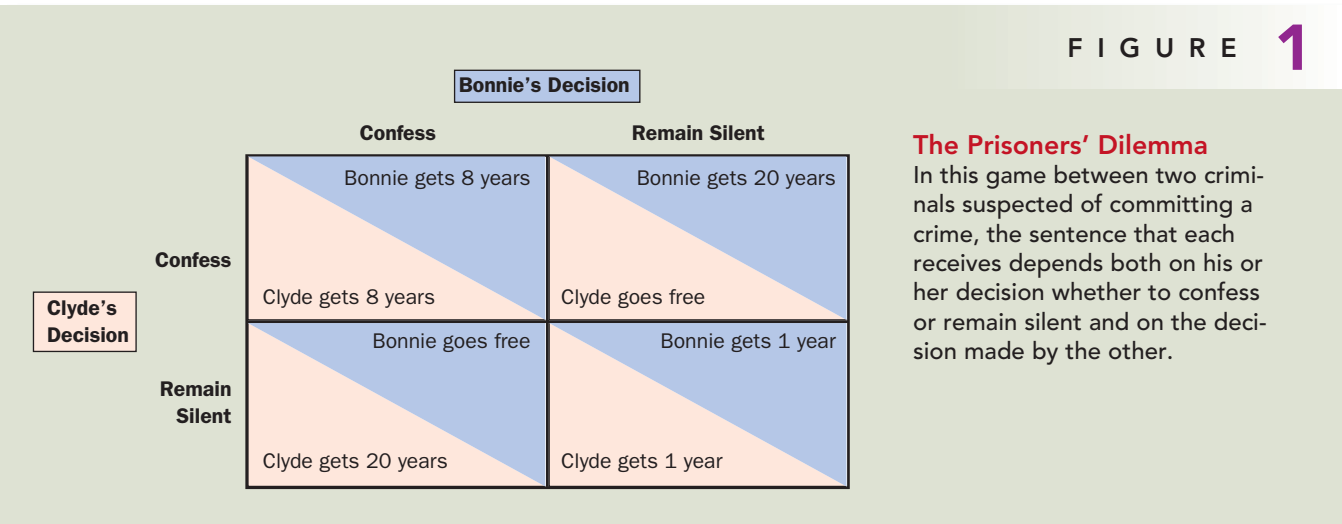 FIGURE 1
Bonnie's Decision
Confess
Remain Silent
Bonnie gets 8 years
Bonnie gets 20 years
Confess
Clyde gets 8 years
Clyde goes free
Clyde's
Decision
Bonnie goes free
Bonnie gets 1 year
Remain
Silent
Clyde gets 20 years
Clyde gets 1 year
The Prisoners' Dilemma
In this game between two crimi-
nals suspected of committing a
crime, the sentence that each
receives depends both on his or
her decision whether to confess
or remain silent and on the deci-
sion made by the other.